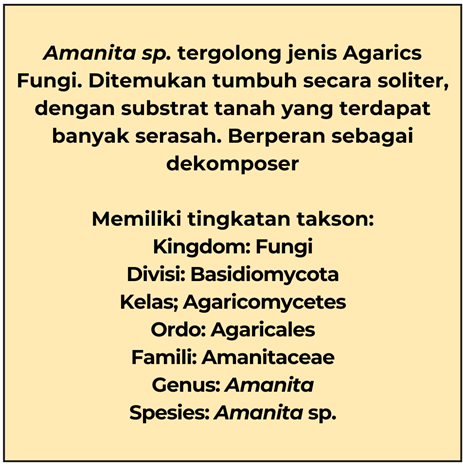 Amanita sp. tergolong jenis Agarics
Fungi. Ditemukan tumbuh secara soliter,
dengan substrat tanah yang terdapat
banyak serasah. Berperan sebagai
dekomposer
Memiliki tingkatan takson:
Kingdom: Fungi
Divisi: Basidiomycota
Kelas; Agaricomycetes
Ordo: Agaricales
Famili: Amanitaceae
Genus: Amanita
Spesies: Amanita sp.